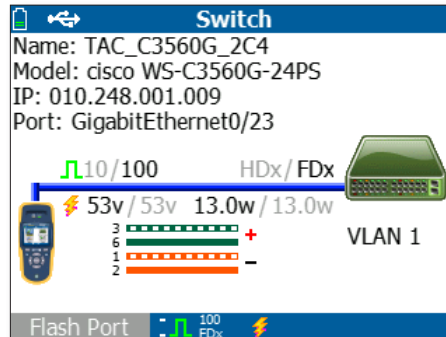 Switch
Name: TAC_C3560G_2C4
Model: cisco WS-C3560G-24PS
IP: 010.248.001.009
Port: GigabitEthernet0/23
10/100 HDx/FDx
53v/53v 13.0w/13.0w
3
6 +
1
2 −
VLAN 1
Flash Port 100
FDx